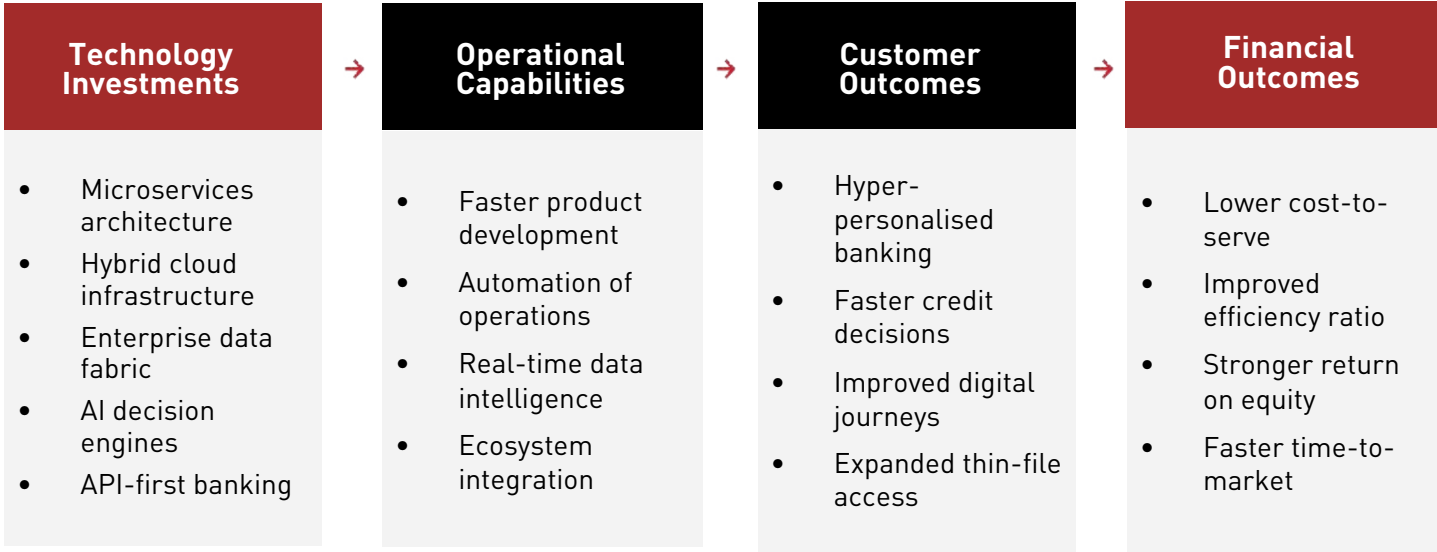 Technology
Investments
→
Operational
Capabilities
→
Customer
Outcomes
→
Financial
Outcomes
• Microservices
architecture
• Hybrid cloud
infrastructure
• Enterprise data
fabric
• AI decision
engines
• API-first banking
• Faster product
development
• Automation of
operations
• Real-time data
intelligence
• Ecosystem
integration
• Hyper-
personalised
banking
• Faster credit
decisions
• Improved digital
journeys
• Expanded thin-file
access
• Lower cost-to-
serve
• Improved
efficiency ratio
• Stronger return
on equity
• Faster time-to-
market